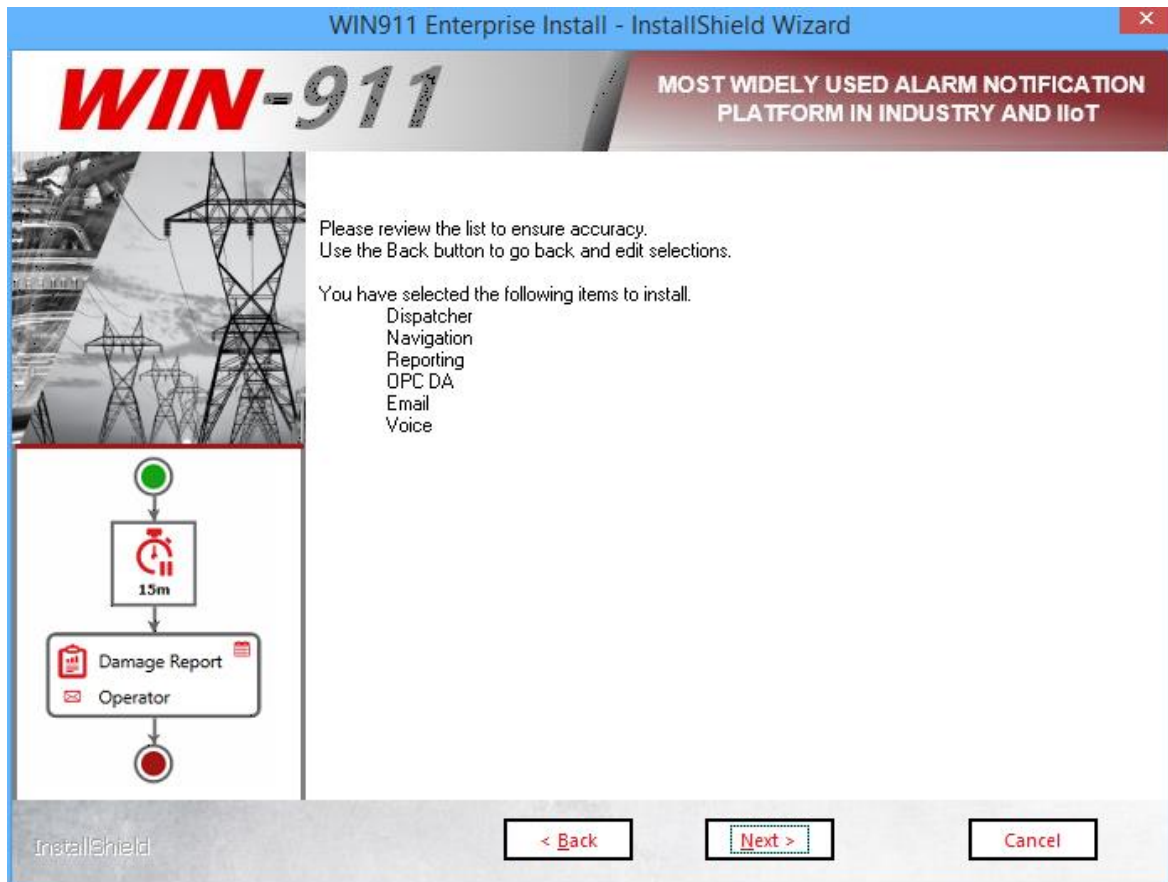 WIN911 Enterprise Install - InstallShield Wizard
WIN-911
MOST WIDELY USED ALARM NOTIFICATION
PLATFORM IN INDUSTRY AND IIoT
Please review the list to ensure accuracy.
Use the Back button to go back and edit selections.
You have selected the following items to install.
Dispatcher
Navigation
Reporting
OPC DA
Email
Voice
15m
Damage Report
Operator
InstallShield
< Back
Next >
Cancel